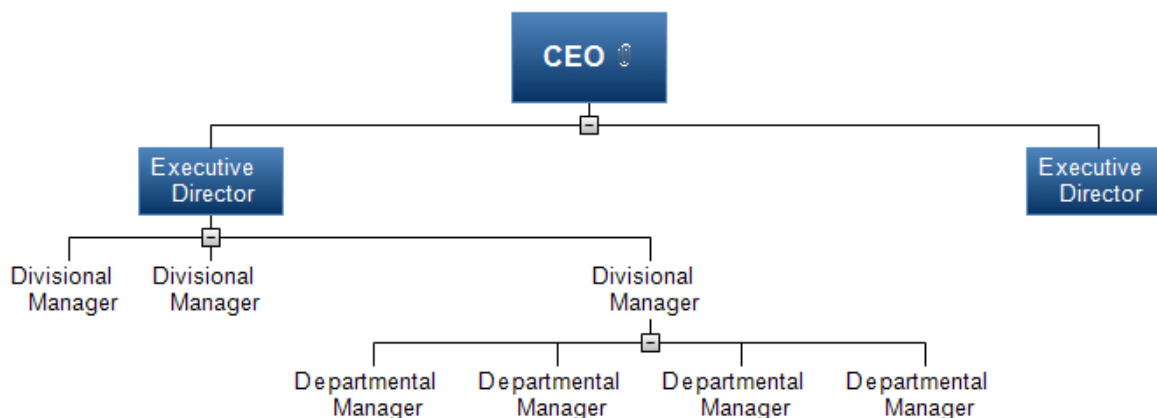 CEO
Executive
Director
Executive
Director
Divisional
Manager
Divisional
Manager
Divisional
Manager
Departmental
Manager
Departmental
Manager
Departmental
Manager
Departmental
Manager